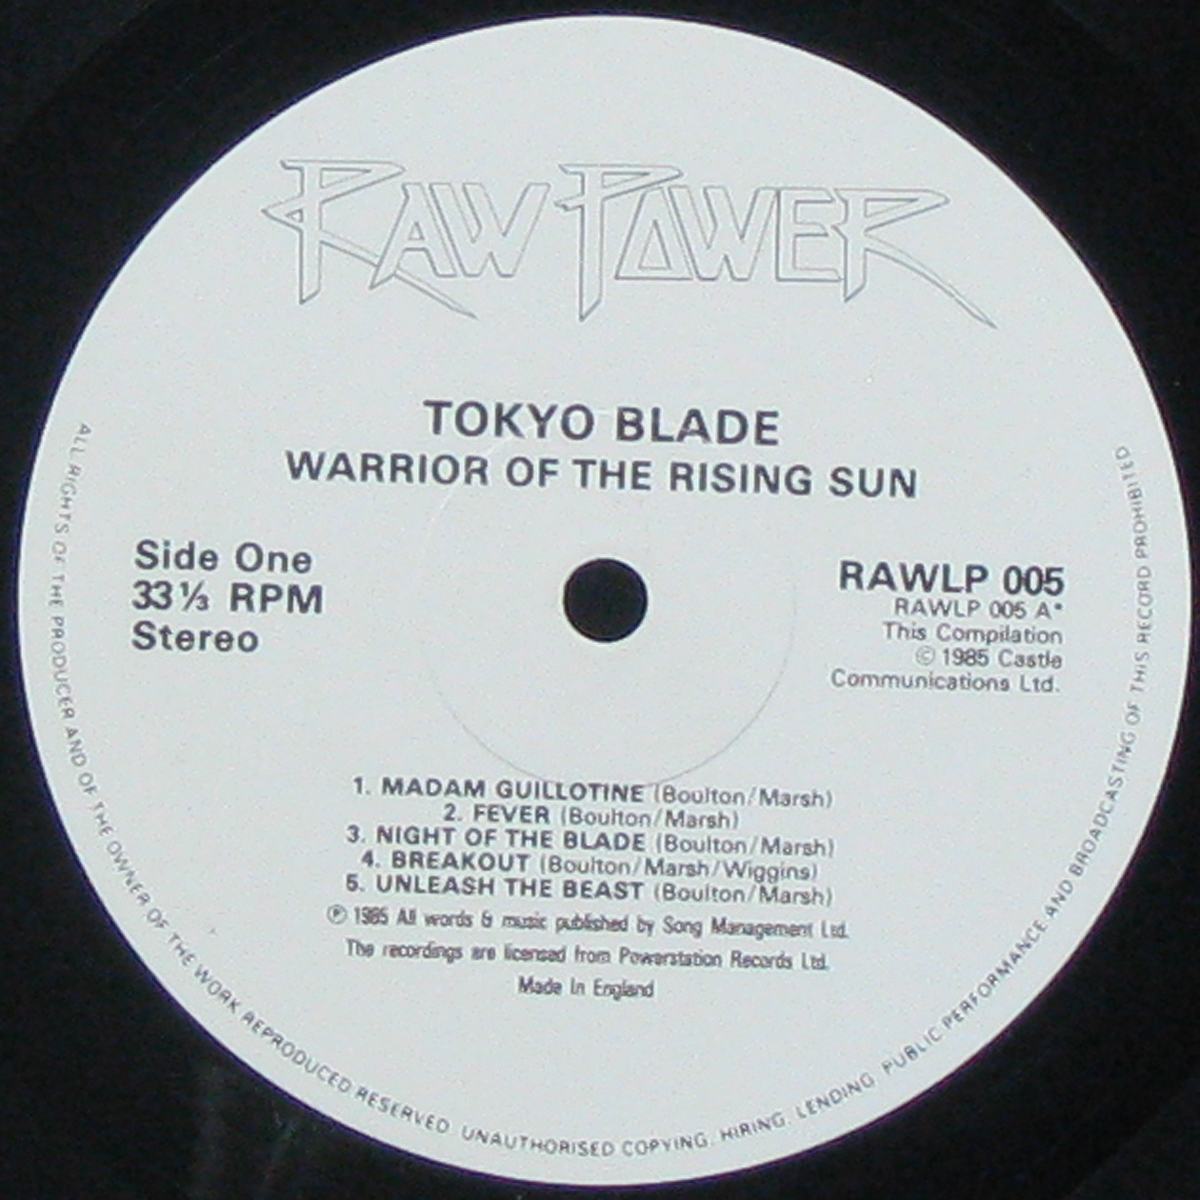 RAW POWER
TOKYO BLADE
WARRIOR OF THE RISING SUN
Side One
33⅓ RPM
Stereo
RAWLP 005
RAWLP 005 A*
This Compilation
© 1985 Castle
Communications Ltd.
1. MADAM GUILLOTINE (Boulton/Marsh)
2. FEVER (Boulton/Marsh)
3. NIGHT OF THE BLADE (Boulton/Marsh)
4. BREAKOUT (Boulton/Marsh/Wiggins)
5. UNLEASH THE BEAST (Boulton/Marsh)
℗ 1985 All words & music published by Song Management Ltd.
The recordings are licensed from Powerstation Records Ltd.
Made In England
ALL RIGHTS OF THE PRODUCER AND OF THE OWNER OF THE WORK REPRODUCED RESERVED. UNAUTHORISED COPYING. HIRING. LENDING. PUBLIC PERFORMANCE AND BROADCASTING OF THIS RECORD PROHIBITED